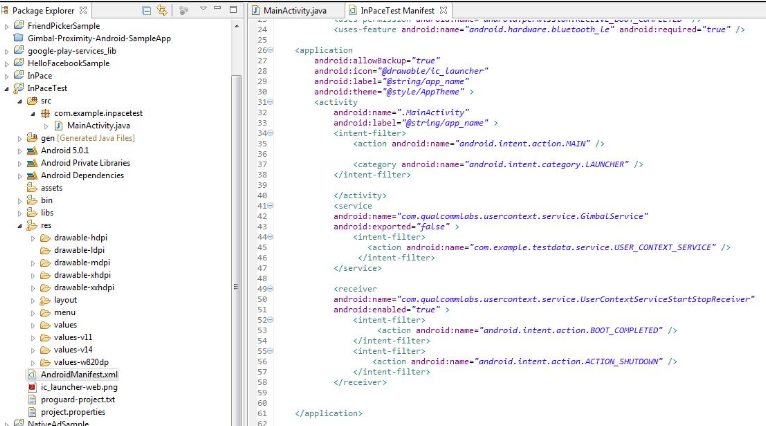 Package Explorer
FriendPickerSample
Gimbal-Proximity-Android-SampleApp
google-play-services_lib
HelloFacebookSample
InPace
InPaceTest
src
com.example.inpacetest
MainActivity.java
gen [Generated Java Files]
Android 5.0.1
Android Private Libraries
Android Dependencies
assets
bin
libs
res
drawable-hdpi
drawable-ldpi
drawable-mdpi
drawable-xhdpi
drawable-xxhdpi
layout
menu
values
values-v11
values-v14
values-w820dp
AndroidManifest.xml
ic_launcher-web.png
proguard-project.txt
project.properties
NativeAdSample
MainActivity.java
InPaceTest Manifest
23 <uses-permission android:name="android.permission.RECEIVE_BOOT_COMPLETED" />
24 <uses-feature android:name="android.hardware.bluetooth_le" android:required="true" />
25
26 <application
27 android:allowBackup="true"
28 android:icon="@drawable/ic_launcher"
29 android:label="@string/app_name"
30 android:theme="@style/AppTheme" >
31 <activity
32 android:name=".MainActivity"
33 android:label="@string/app_name" >
34 <intent-filter>
35 <action android:name="android.intent.action.MAIN" />
36
37 <category android:name="android.intent.category.LAUNCHER" />
38 </intent-filter>
39
40 </activity>
41 <service
42 android:name="com.qualcommlabs.usercontext.service.GimbalService"
43 android:exported="false" >
44 <intent-filter>
45 <action android:name="com.example.testdata.service.USER_CONTEXT_SERVICE" />
46 </intent-filter>
47 </service>
48
49 <receiver
50 android:name="com.qualcommlabs.usercontext.service.UserContextServiceStartStopReceiver"
51 android:enabled="true" >
52 <intent-filter>
53 <action android:name="android.intent.action.BOOT_COMPLETED" />
54 </intent-filter>
55 <intent-filter>
56 <action android:name="android.intent.action.ACTION_SHUTDOWN" />
57 </intent-filter>
58 </receiver>
59
60
61 </application>
62